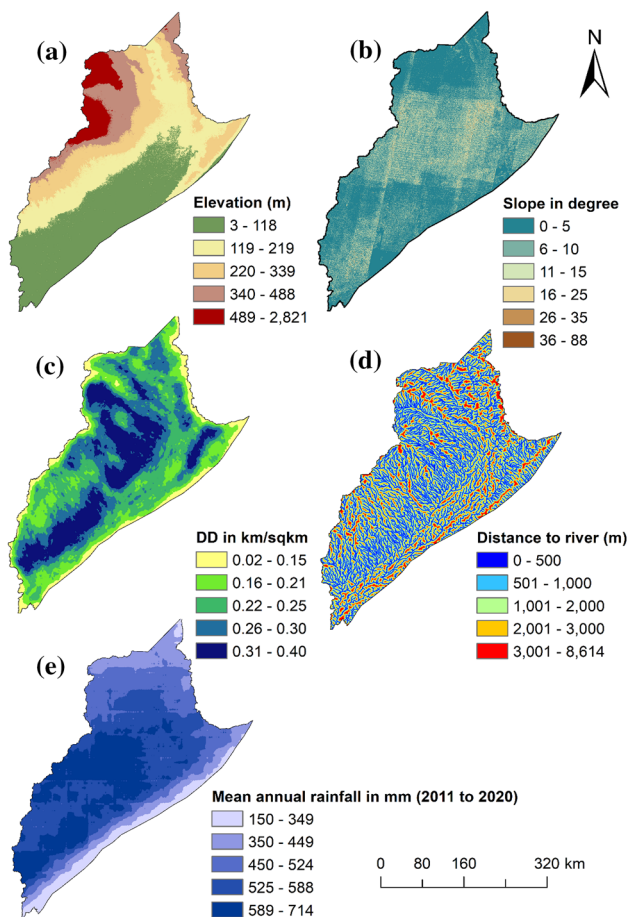 (a)
Elevation (m)
3 - 118
119 - 219
220 - 339
340 - 488
489 - 2,821
(b)
N
Slope in degree
0 - 5
6 - 10
11 - 15
16 - 25
26 - 35
36 - 88
(c)
DD in km/sqkm
0.02 - 0.15
0.16 - 0.21
0.22 - 0.25
0.26 - 0.30
0.31 - 0.40
(d)
Distance to river (m)
0 - 500
501 - 1,000
1,001 - 2,000
2,001 - 3,000
3,001 - 8,614
(e)
Mean annual rainfall in mm (2011 to 2020)
150 - 349
350 - 449
450 - 524
525 - 588
589 - 714
0 80 160 320 km